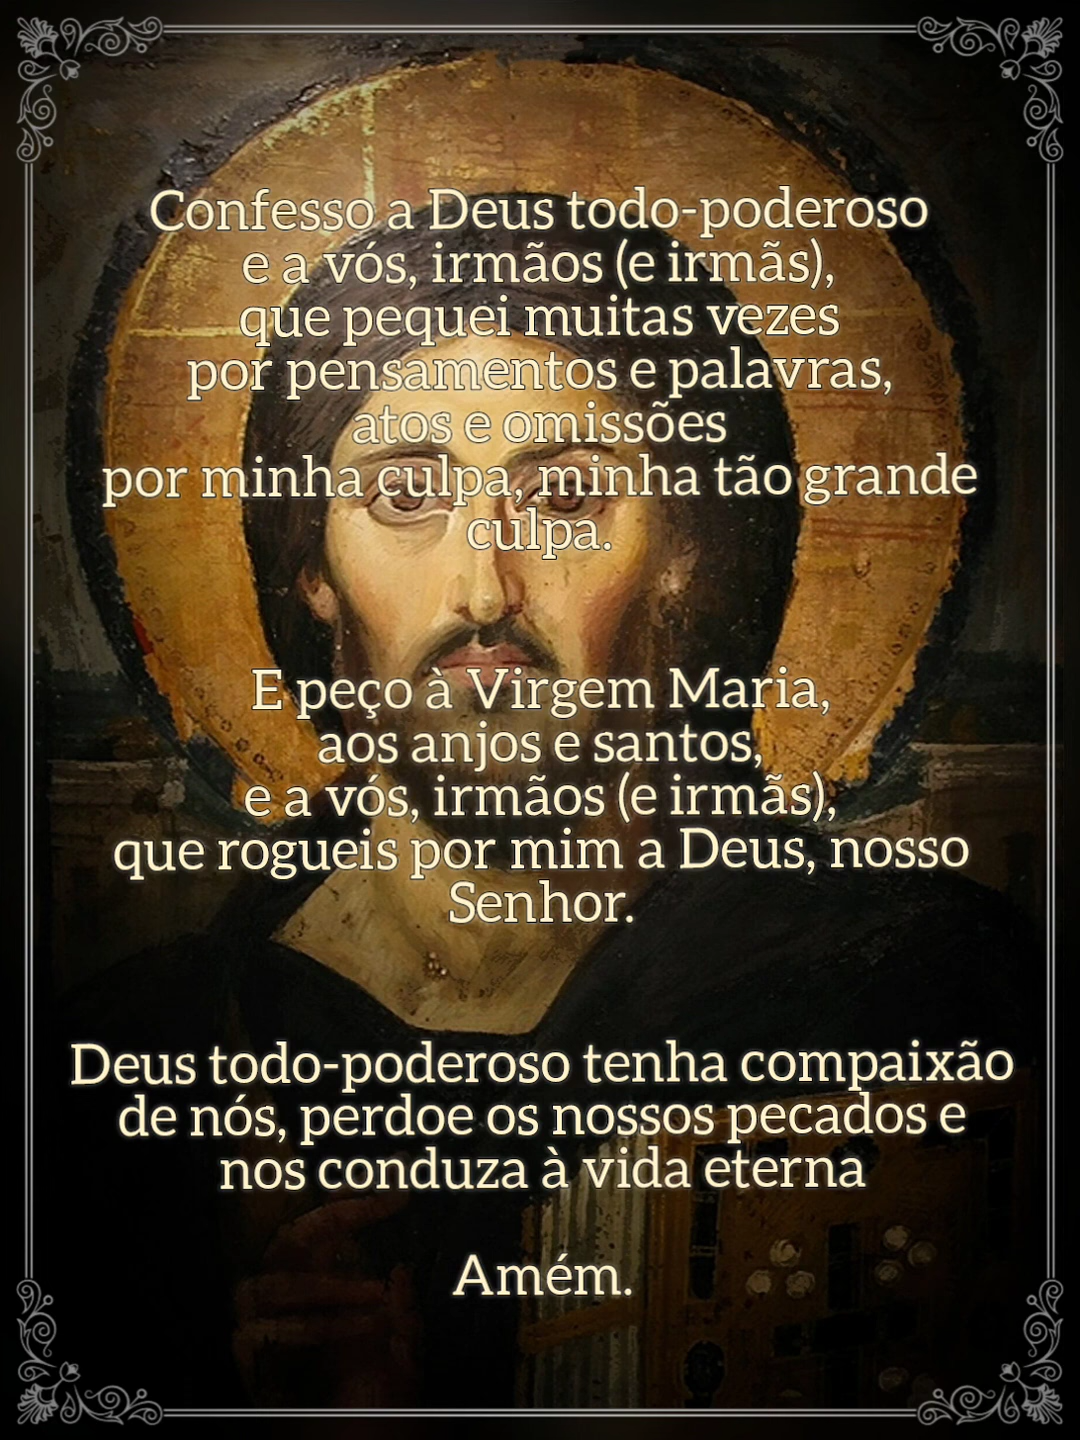 Confesso a Deus todo-poderoso
e a vós, irmãos (e irmãs),
que pequei muitas vezes
por pensamentos e palavras,
atos e omissões
por minha culpa, minha tão grande
culpa.
E peço à Virgem Maria,
aos anjos e santos,
e a vós, irmãos (e irmãs),
que rogueis por mim a Deus, nosso
Senhor.
Deus todo-poderoso tenha compaixão
de nós, perdoe os nossos pecados e
nos conduza à vida eterna
Amém.